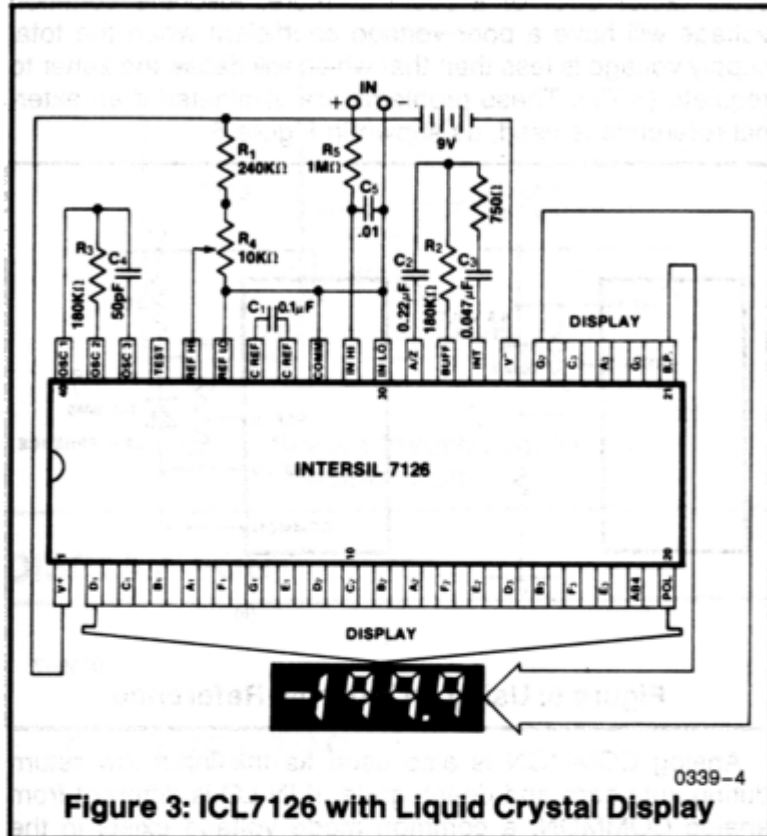 IN
+ −
9V
R1
240KΩ
R5
1MΩ
C5
.01
750Ω
R3
180KΩ
C4
50pF
R4
10KΩ
C1 0.1µF
C2
0.22µF
R2
180KΩ
C3
0.047µF
DISPLAY
OSC 1
OSC 2
OSC 3
TEST
REF HI
REF LO
C REF
C REF
COMM
IN HI
IN LO
A/Z
BUFF
INT
V-
G2
C3
A3
G3
B.P.
40
30
21
INTERSIL 7126
1
10
20
V+
D1
C1
B1
A1
F1
G1
E1
D2
C2
B2
A2
F2
E2
D3
B3
F3
E3
AB4
POL
DISPLAY
-199.9
0339–4
Figure 3: ICL7126 with Liquid Crystal Display